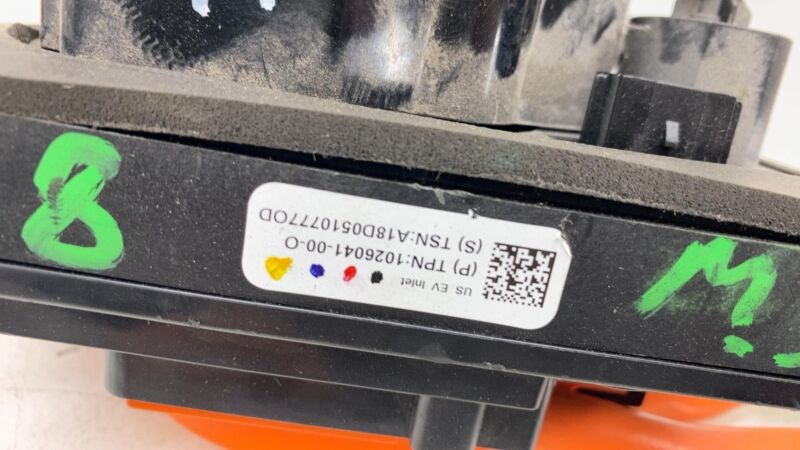 US EV Inlet
(P) TPN:1026041-00-O
(S) TSN:A18D0510777OD
8